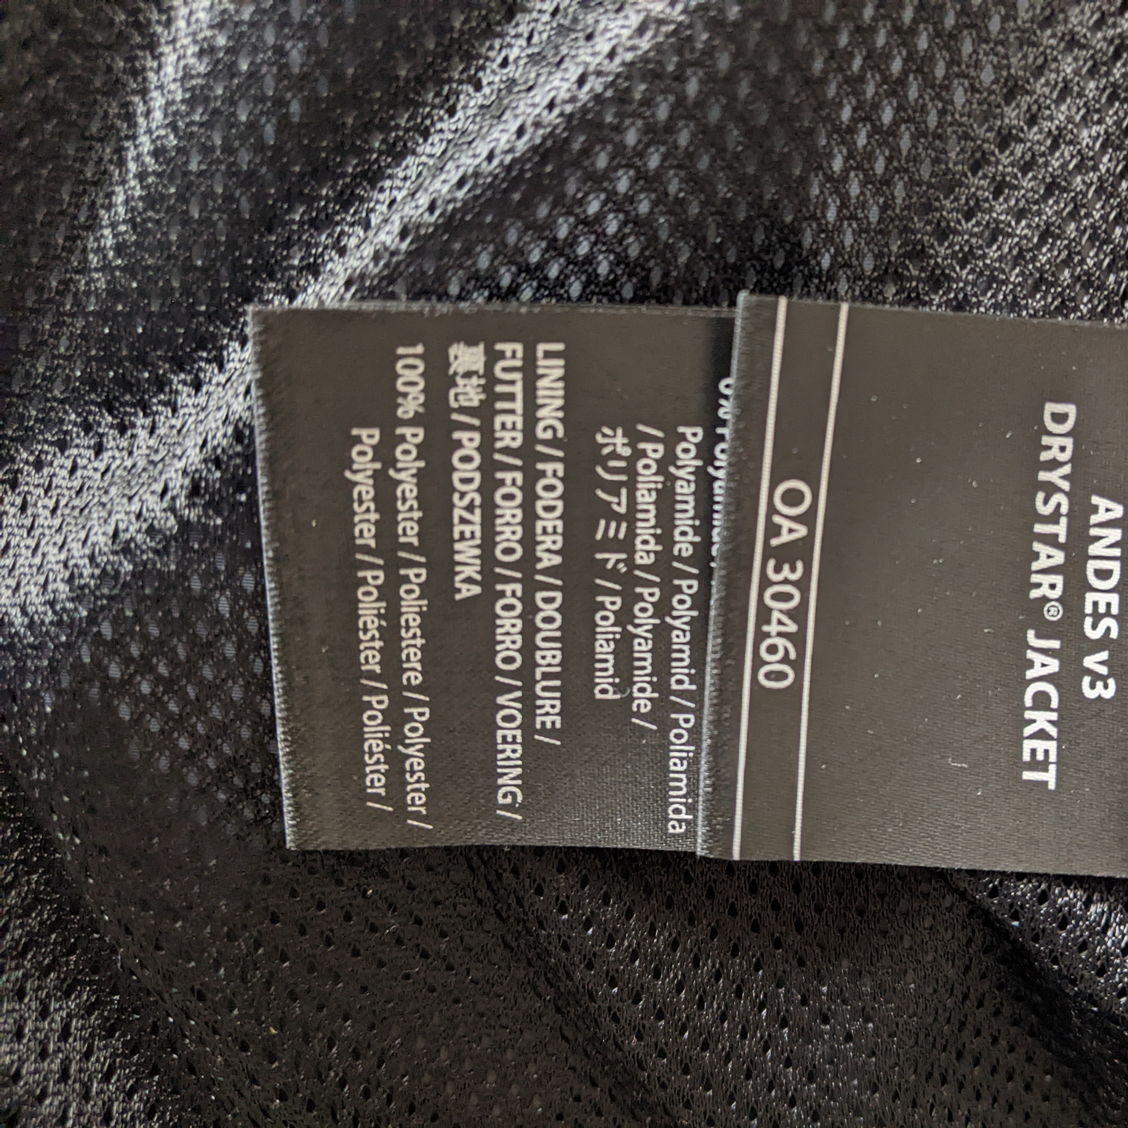 ANDES v3
DRYSTAR® JACKET
OA 30460
Polyamide / Polyamid / Poliamida
/ Poliamida / Polyamide /
ポリアミド / Poliamid
LINING / FODERA / DOUBLURE /
FUTTER / FORRO / FORRO / VOERING /
裏地 / PODSZEWKA
100% Polyester / Poliestere / Polyester /
Polyester / Poliéster / Poliéster /